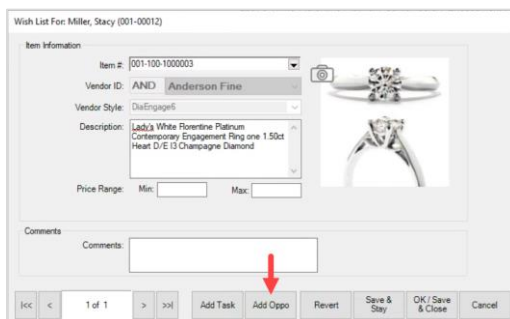 Wish List For: Miller, Stacy (001-00012)
Item Information
Item #: 001-100-1000003
Vendor ID: AND Anderson Fine
Vendor Style: DiaEngage6
Description: Lady's White Florentine Platinum
Contemporary Engagement Ring one 1.50ct
Heart D/E I3 Champagne Diamond
Price Range: Min: Max:
Comments
Comments:
|<< < 1 of 1 > >>| Add Task Add Oppo Revert Save & Stay OK / Save & Close Cancel